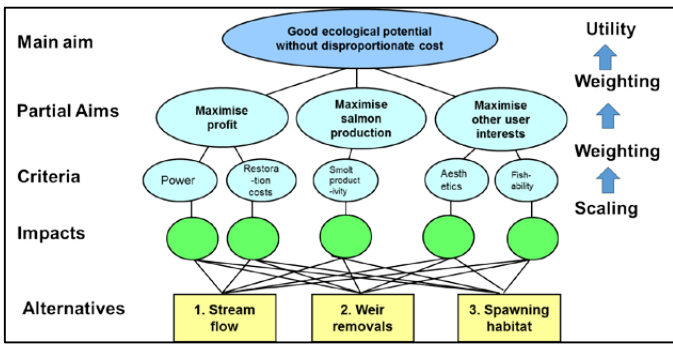 Main aim
Good ecological potential
without disproportionate cost
Utility
Weighting
Partial Aims
Maximise
profit
Maximise
salmon
production
Maximise
other user
interests
Weighting
Criteria
Power
Restora
-tion
costs
Smolt
product
-ivity
Aesth
etics
Fish-
ability
Scaling
Impacts
Alternatives
1. Stream
flow
2. Weir
removals
3. Spawning
habitat